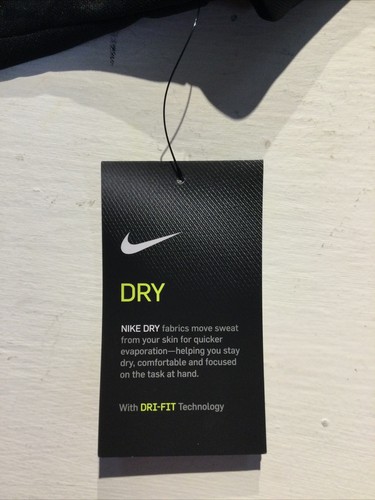 DRY
NIKE DRY fabrics move sweat
from your skin for quicker
evaporation—helping you stay
dry, comfortable and focused
on the task at hand.
With DRI-FIT Technology